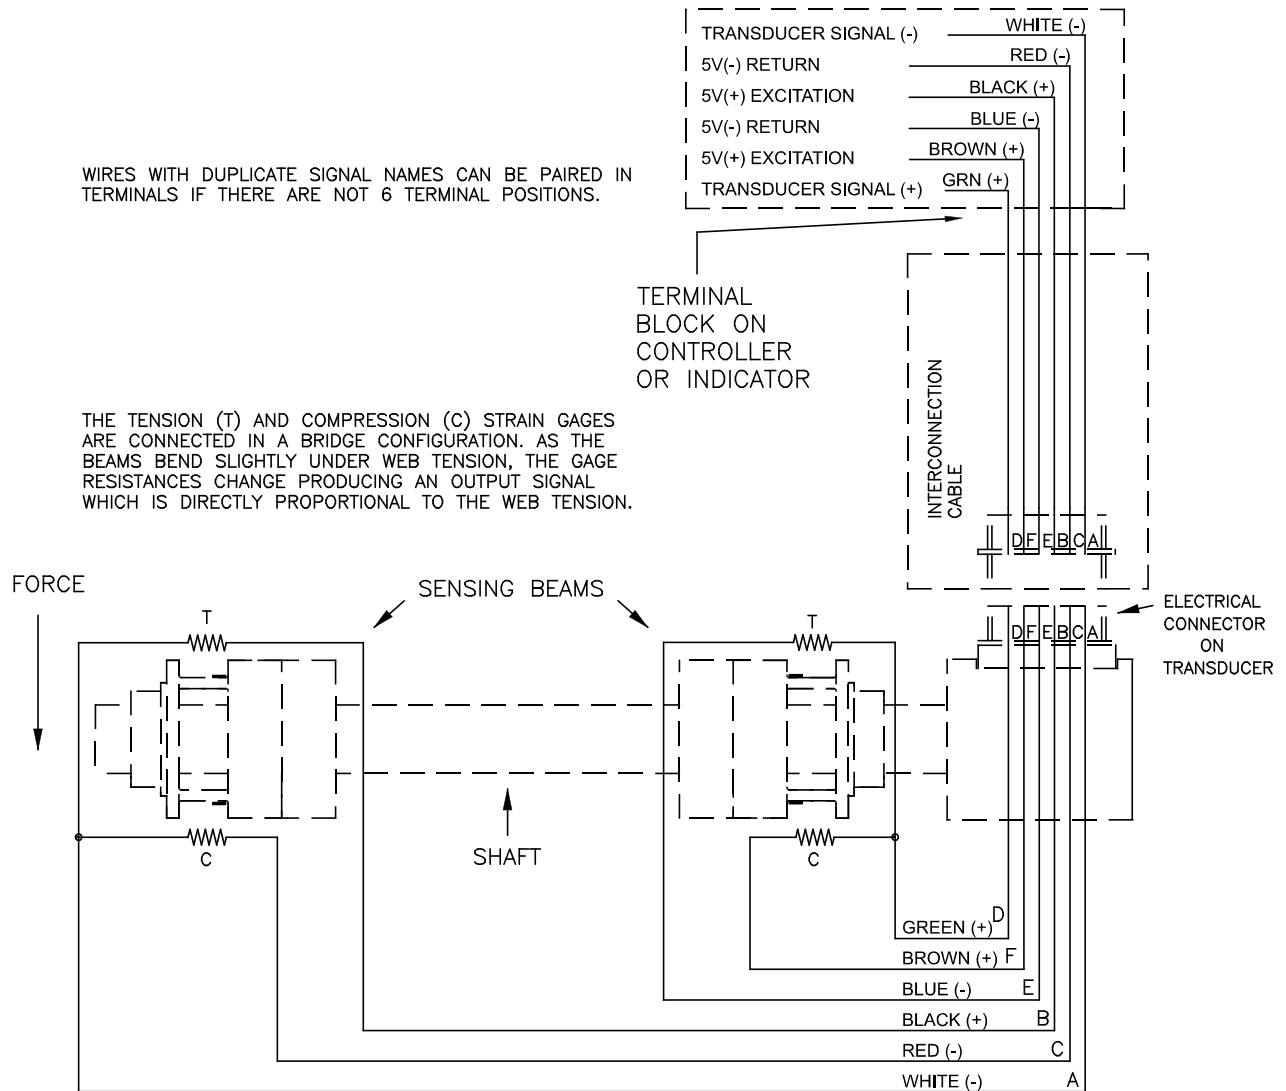 TRANSDUCER SIGNAL (-) WHITE (-)
5V(-) RETURN RED (-)
5V(+) EXCITATION BLACK (+)
5V(-) RETURN BLUE (-)
5V(+) EXCITATION BROWN (+)
TRANSDUCER SIGNAL (+) GRN (+)
WIRES WITH DUPLICATE SIGNAL NAMES CAN BE PAIRED IN
TERMINALS IF THERE ARE NOT 6 TERMINAL POSITIONS.
TERMINAL
BLOCK ON
CONTROLLER
OR INDICATOR
THE TENSION (T) AND COMPRESSION (C) STRAIN GAGES
ARE CONNECTED IN A BRIDGE CONFIGURATION. AS THE
BEAMS BEND SLIGHTLY UNDER WEB TENSION, THE GAGE
RESISTANCES CHANGE PRODUCING AN OUTPUT SIGNAL
WHICH IS DIRECTLY PROPORTIONAL TO THE WEB TENSION.
INTERCONNECTION
CABLE
D F E B C A
FORCE
SENSING BEAMS
ELECTRICAL
CONNECTOR
ON
TRANSDUCER
T
T
D F E B C A
C
C
SHAFT
GREEN (+) D
BROWN (+) F
BLUE (-) E
BLACK (+) B
RED (-) C
WHITE (-) A